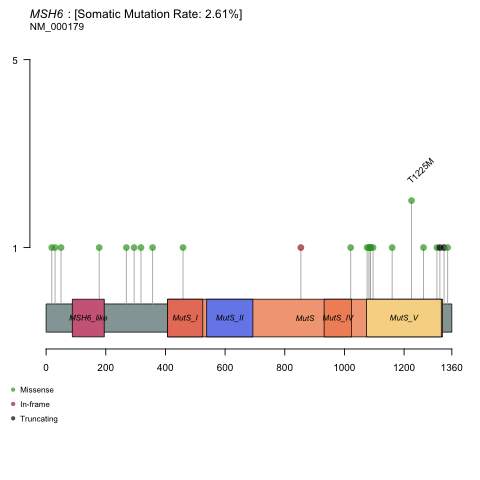 MSH6 : [Somatic Mutation Rate: 2.61%]
NM_000179
5
T1225M
1
MSH6_like MutS_I MutS_II MutS MutS_IV MutS_V
0 200 400 600 800 1000 1200 1360
Missense
In-frame
Truncating